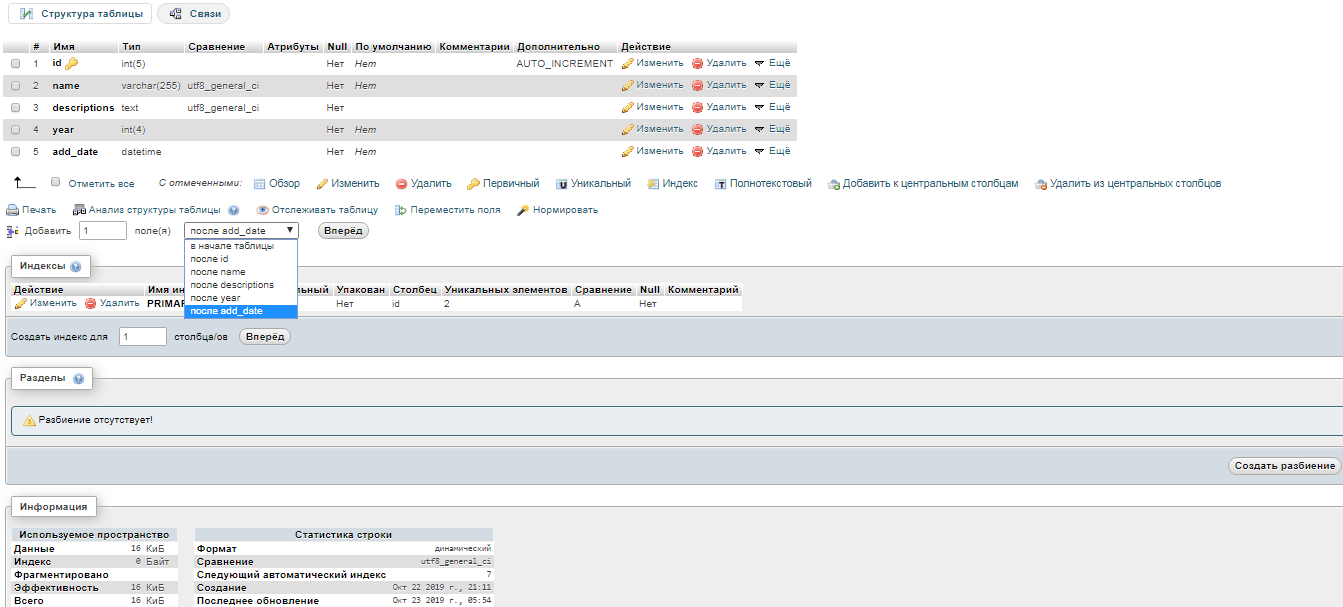 Структура таблицы Связи
# Имя Тип Сравнение Атрибуты Null По умолчанию Комментарии Дополнительно Действие
1 id int(5) Нет Нет AUTO_INCREMENT Изменить Удалить Ещё
2 name varchar(255) utf8_general_ci Нет Нет Изменить Удалить Ещё
3 descriptions text utf8_general_ci Нет Изменить Удалить Ещё
4 year int(4) Нет Нет Изменить Удалить Ещё
5 add_date datetime Нет Нет Изменить Удалить Ещё
Отметить все С отмеченными: Обзор Изменить Удалить Первичный Уникальный Индекс Полнотекстовый Добавить к центральным столбцам Удалить из центральных столбцов
Печать Анализ структуры таблицы Отслеживать таблицу Переместить поля Нормировать
Добавить 1 поле(я) после add_date Вперёд
в начале таблицы
после id
после name
после descriptions
после year
после add_date
Индексы
Действие Имя ин льный Упакован Столбец Уникальных элементов Сравнение Null Комментарий
Изменить Удалить PRIMAR Нет id 2 A Нет
Создать индекс для 1 столбца/ов Вперёд
Разделы
Разбиение отсутствует!
Создать разбиение
Информация
Используемое пространство
Данные 16 КиБ
Индекс 0 Байт
Фрагментировано
Эффективность 16 КиБ
Всего 16 КиБ
Статистика строки
Формат динамический
Сравнение utf8_general_ci
Следующий автоматический индекс 7
Создание Окт 22 2019 г., 21:11
Последнее обновление Окт 23 2019 г., 05:54